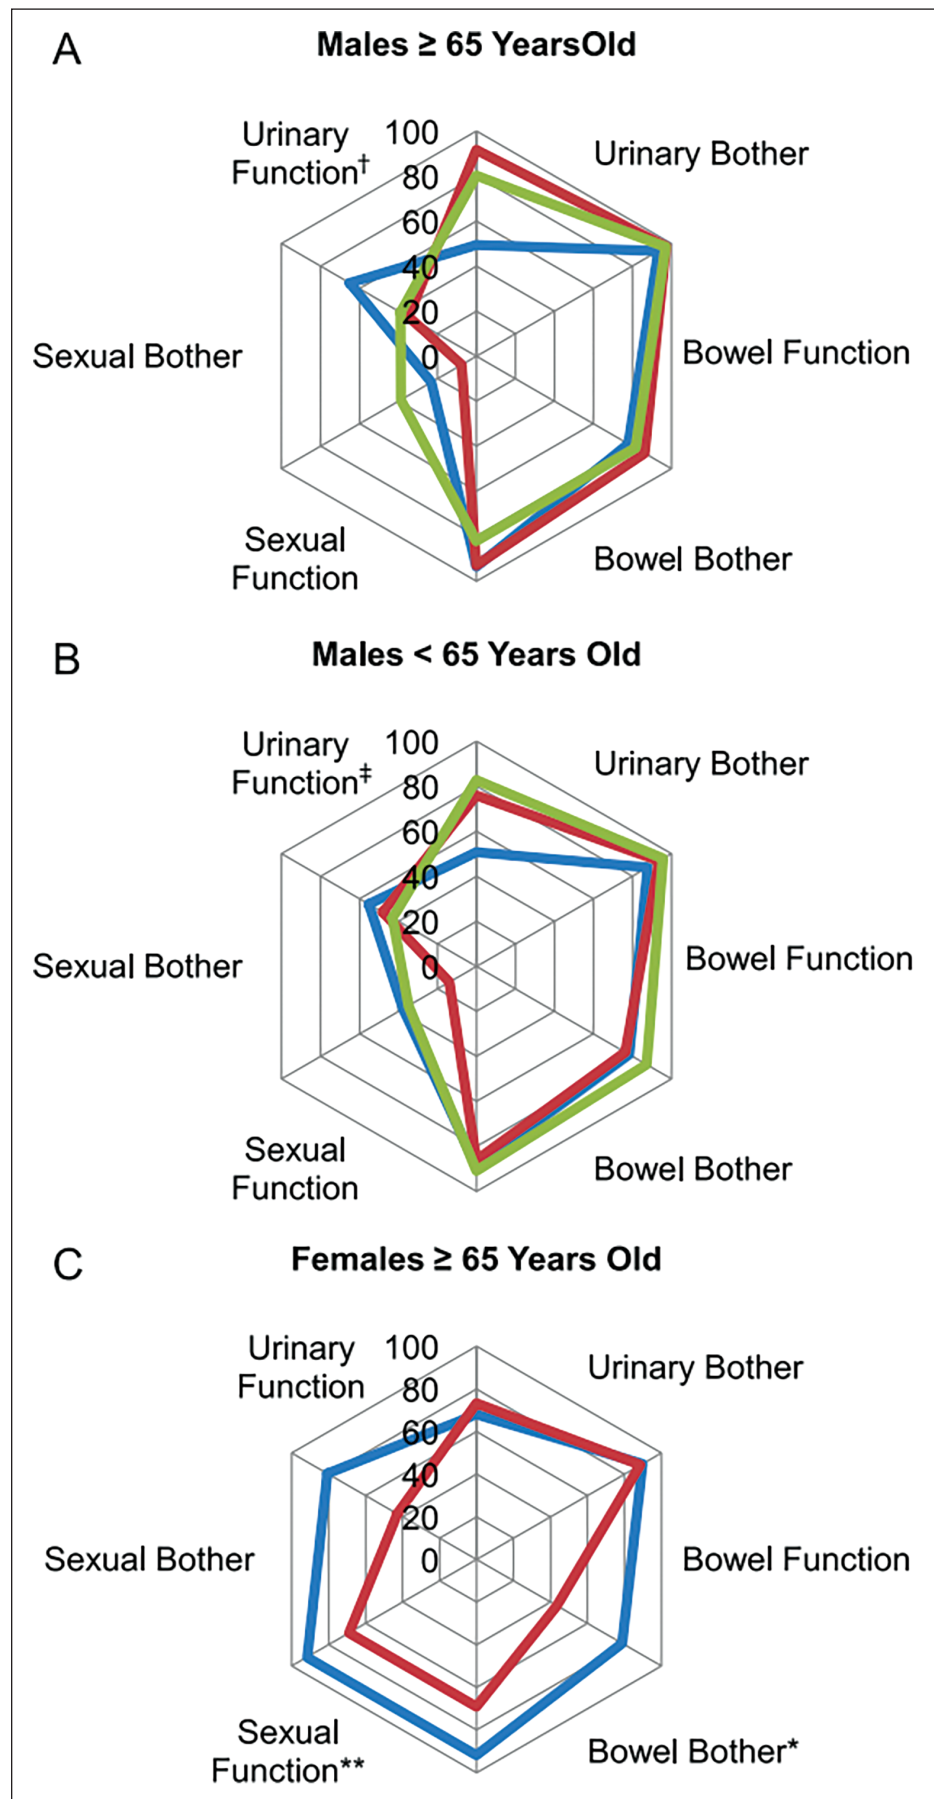 A
Males ≥ 65 YearsOld
Urinary
Function†
100
80
60
40
20
0
Urinary Bother
Sexual Bother
Bowel Function
Sexual
Function
Bowel Bother
B
Males < 65 Years Old
Urinary
Function‡
100
80
60
40
20
0
Urinary Bother
Sexual Bother
Bowel Function
Sexual
Function
Bowel Bother
C
Females ≥ 65 Years Old
Urinary
Function
100
80
60
40
20
0
Urinary Bother
Sexual Bother
Bowel Function
Sexual
Function**
Bowel Bother*